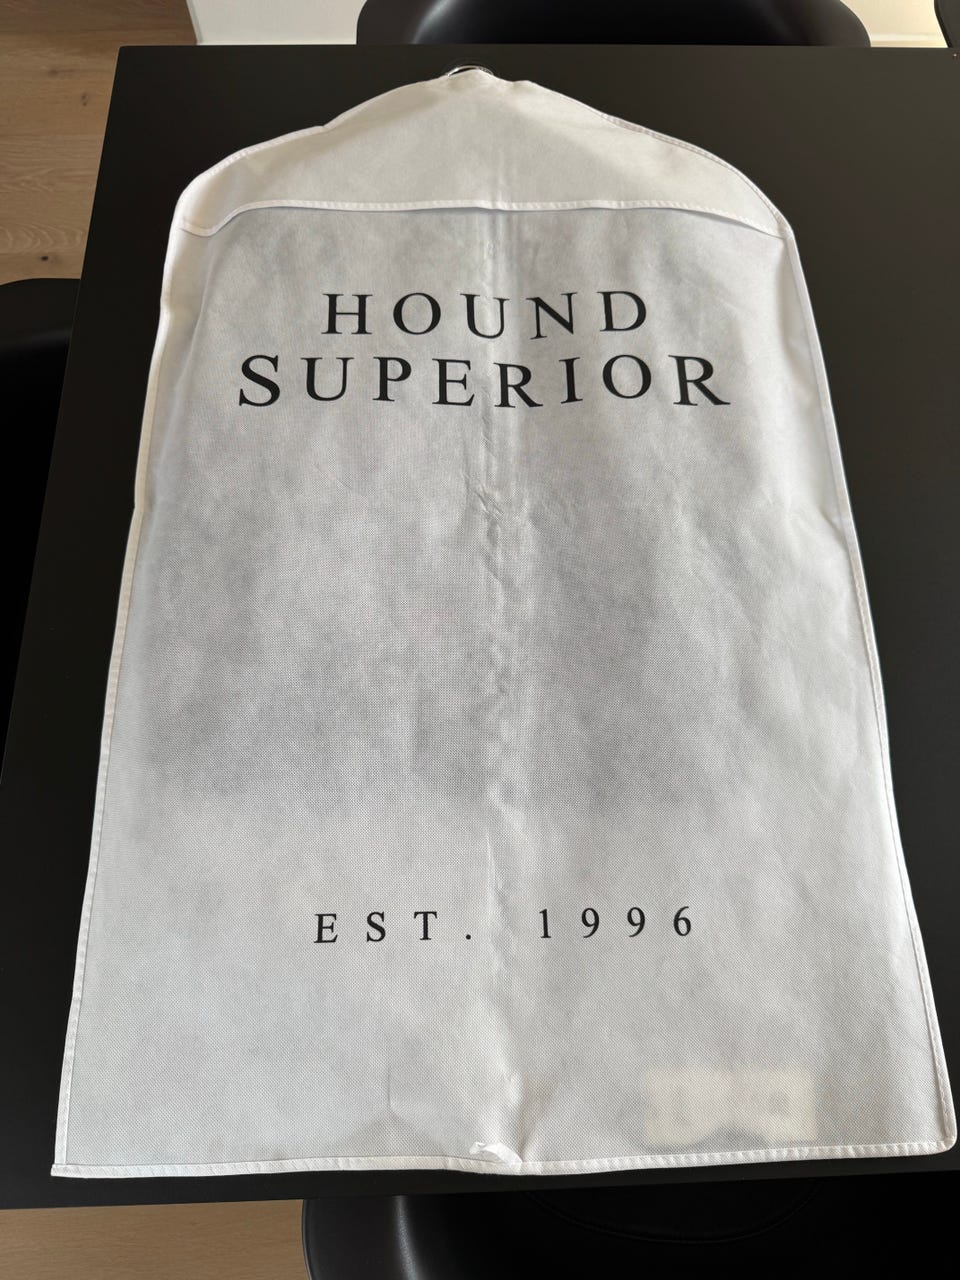 HOUND
SUPERIOR
EST. 1996